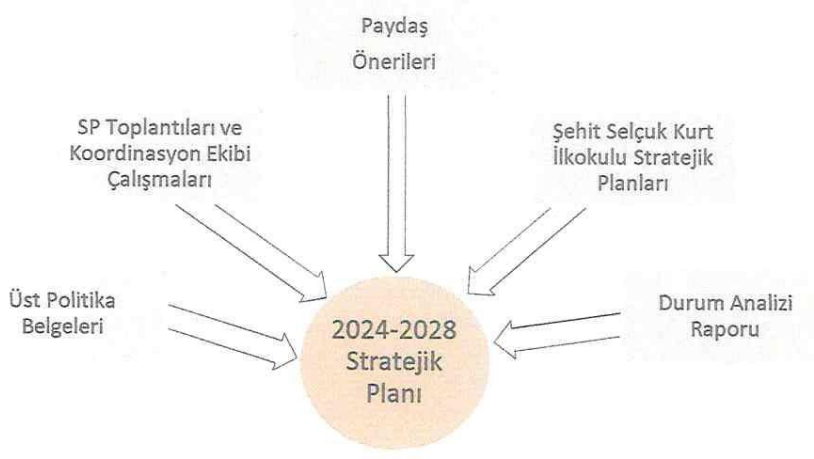 Paydaş
Önerileri
SP Toplantıları ve
Koordinasyon Ekibi
Çalışmaları
Şehit Selçuk Kurt
İlkokulu Stratejik
Planları
Üst Politika
Belgeleri
Durum Analizi
Raporu
2024-2028
Stratejik
Planı